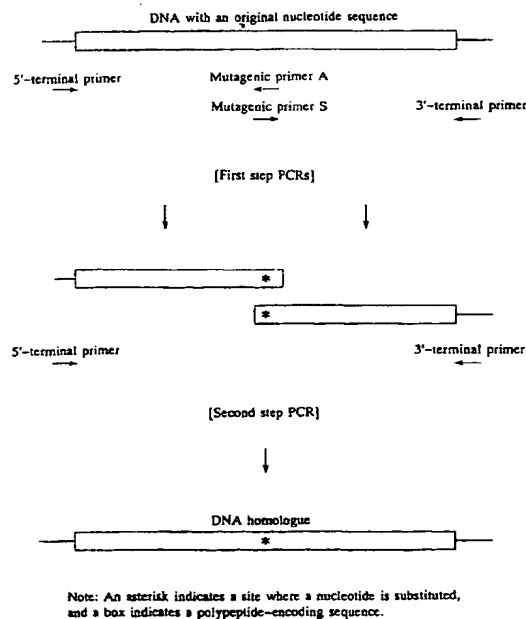 DNA with an original nucleotide sequence
5'-terminal primer
Mutagenic primer A
Mutagenic primer S
3'-terminal primer
[First step PCRs]
*
*
5'-terminal primer
3'-terminal primer
[Second step PCR]
DNA homologue
*
Note: An asterisk indicates a site where a nucleotide is substituted,
and a box indicates a polypeptide-encoding sequence.